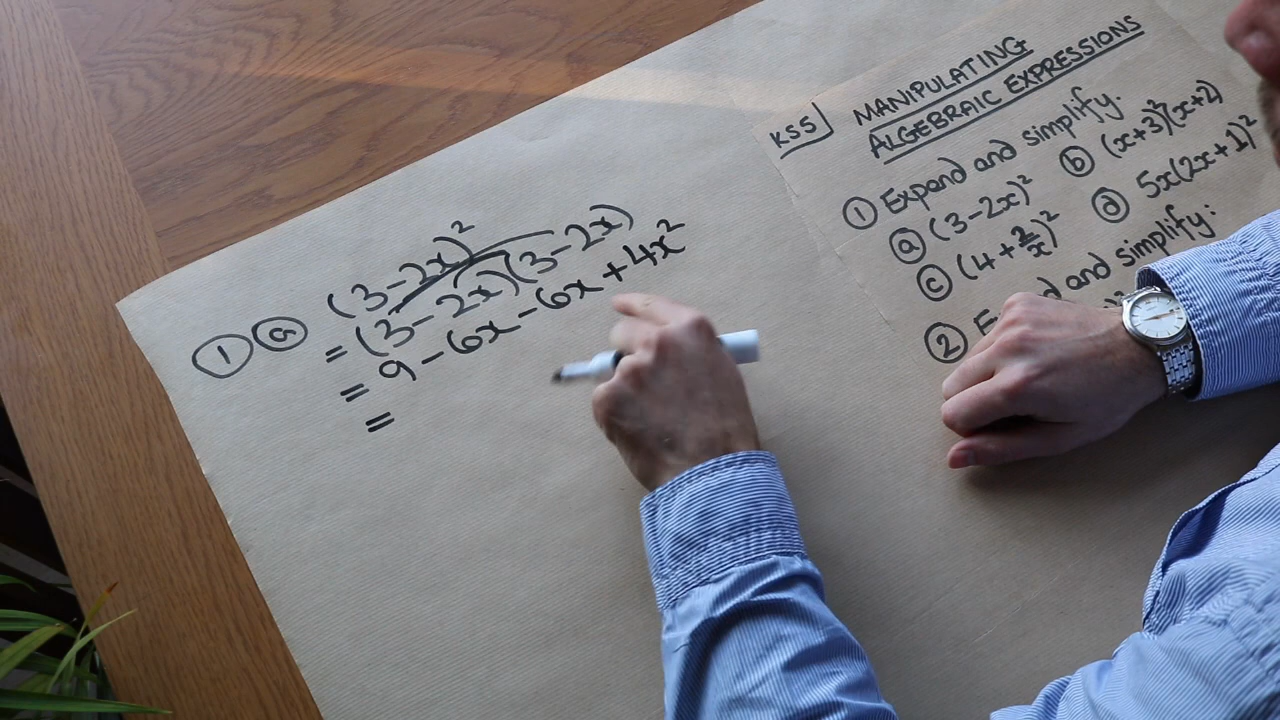 KS5
MANIPULATING
ALGEBRAIC EXPRESSIONS
① Expand and simplify.
ⓐ (3-2x)² ⓑ (x+3)²(x+2)
ⓒ (4+2/x)² ⓓ 5x(2x+1)²
② and simplify:
① ⓐ (3-2x)²
= (3-2x)(3-2x)
= 9-6x-6x+4x²
=